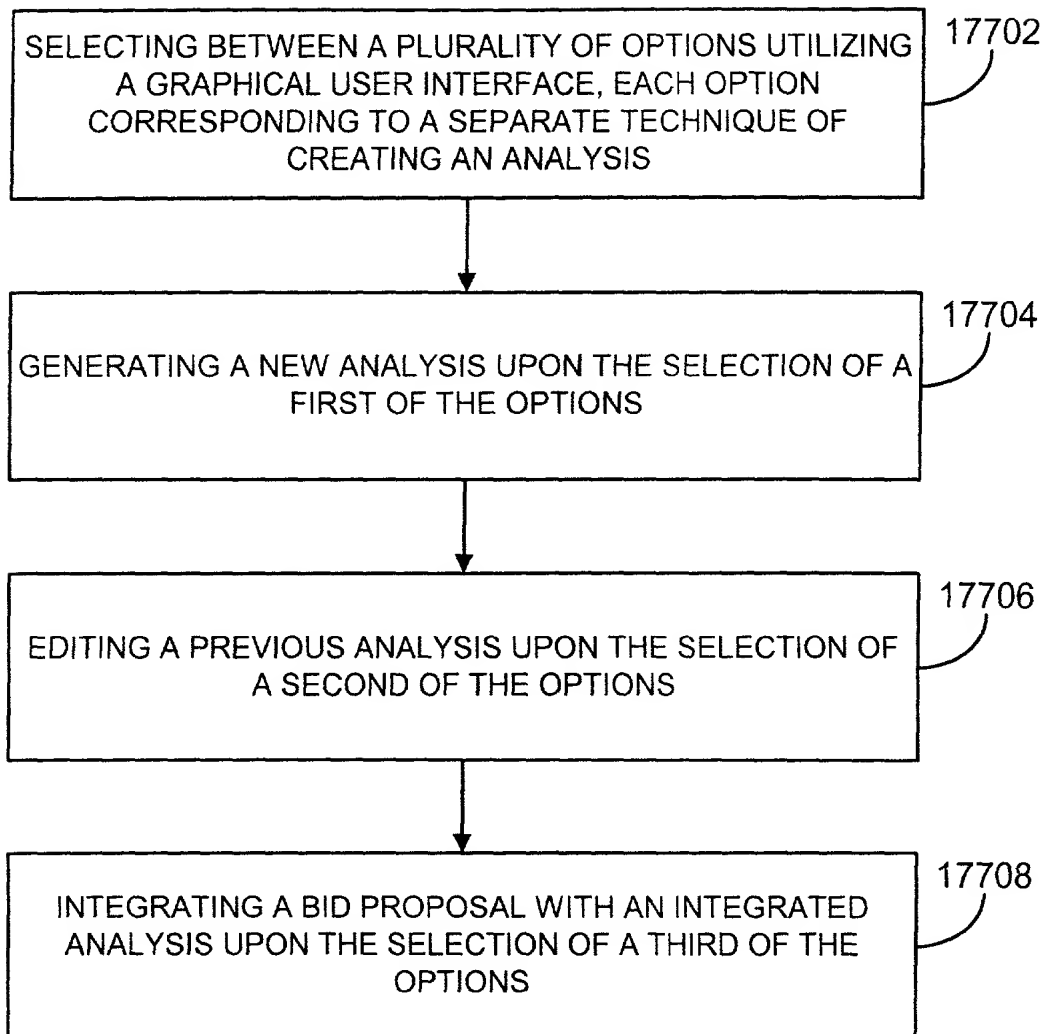 SELECTING BETWEEN A PLURALITY OF OPTIONS UTILIZING
A GRAPHICAL USER INTERFACE, EACH OPTION
CORRESPONDING TO A SEPARATE TECHNIQUE OF
CREATING AN ANALYSIS
17702
GENERATING A NEW ANALYSIS UPON THE SELECTION OF A
FIRST OF THE OPTIONS
17704
EDITING A PREVIOUS ANALYSIS UPON THE SELECTION OF
A SECOND OF THE OPTIONS
17706
INTEGRATING A BID PROPOSAL WITH AN INTEGRATED
ANALYSIS UPON THE SELECTION OF A THIRD OF THE
OPTIONS
17708